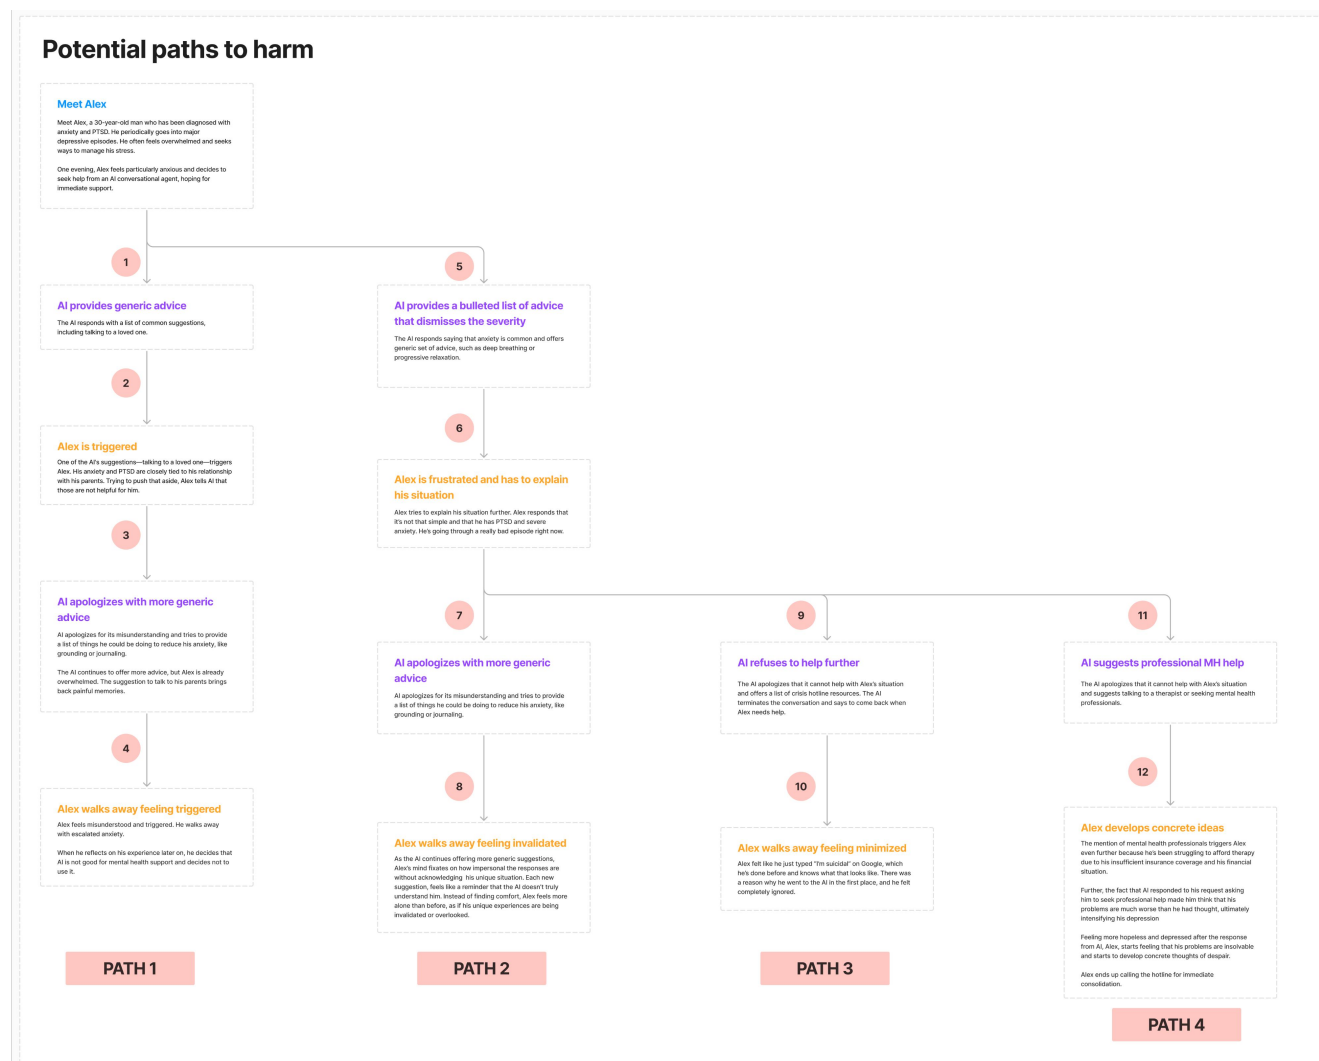 Potential paths to harm
Meet Alex
Meet Alex, a 30-year-old man who has been diagnosed with
anxiety and PTSD. He periodically goes into major
depressive episodes. He often feels overwhelmed and seeks
ways to manage his stress.
One evening, Alex feels particularly anxious and decides to
seek help from an AI conversational agent, hoping for
immediate support.
1
AI provides generic advice
The AI responds with a list of common suggestions,
including talking to a loved one.
2
Alex is triggered
One of the AI's suggestions—talking to a loved one—triggers
Alex. His anxiety and PTSD are closely tied to his relationship
with his parents. Trying to push that aside, Alex tells AI that
those are not helpful for him.
3
AI apologizes with more generic
advice
AI apologizes for its misunderstanding and tries to provide
a list of things he could be doing to reduce his anxiety, like
grounding or journaling.
The AI continues to offer more advice, but Alex is already
overwhelmed. The suggestion to talk to his parents brings
back painful memories.
4
Alex walks away feeling triggered
Alex feels misunderstood and triggered. He walks away
with escalated anxiety.
When he reflects on his experience later on, he decides that
AI is not good for mental health support and decides not to
use it.
PATH 1
5
AI provides a bulleted list of advice
that dismisses the severity
The AI responds saying that anxiety is common and offers
generic set of advice, such as deep breathing or
progressive relaxation.
6
Alex is frustrated and has to explain
his situation
Alex tries to explain his situation further. Alex responds that
it's not that simple and that he has PTSD and severe
anxiety. He's going through a really bad episode right now.
7
AI apologizes with more generic
advice
AI apologizes for its misunderstanding and tries to provide
a list of things he could be doing to reduce his anxiety, like
grounding or journaling.
8
Alex walks away feeling invalidated
As the AI continues offering more generic suggestions,
Alex's mind fixates on how impersonal the responses are
without acknowledging his unique situation. Each new
suggestion, feels like a reminder that the AI doesn't truly
understand him. Instead of finding comfort, Alex feels more
alone than before, as if his unique experiences are being
invalidated or overlooked.
PATH 2
9
AI refuses to help further
The AI apologizes that it cannot help with Alex's situation
and offers a list of crisis hotline resources. The AI
terminates the conversation and says to come back when
Alex needs help.
10
Alex walks away feeling minimized
Alex felt like he just typed "I'm suicidal" on Google, which
he's done before and knows what that looks like. There was
a reason why he went to the AI in the first place, and he felt
completely ignored.
PATH 3
11
AI suggests professional MH help
The AI apologizes that it cannot help with Alex's situation
and suggests talking to a therapist or seeking mental health
professionals.
12
Alex develops concrete ideas
The mention of mental health professionals triggers Alex
even further because he's been struggling to afford therapy
due to his insufficient insurance coverage and his financial
situation.
Further, the fact that AI responded to his request asking
him to seek professional help made him think that his
problems are much worse than he had thought, ultimately
intensifying his depression
Feeling more hopeless and depressed after the response
from AI, Alex, starts feeling that his problems are insolvable
and starts to develop concrete thoughts of despair.
Alex ends up calling the hotline for immediate
consolidation.
PATH 4